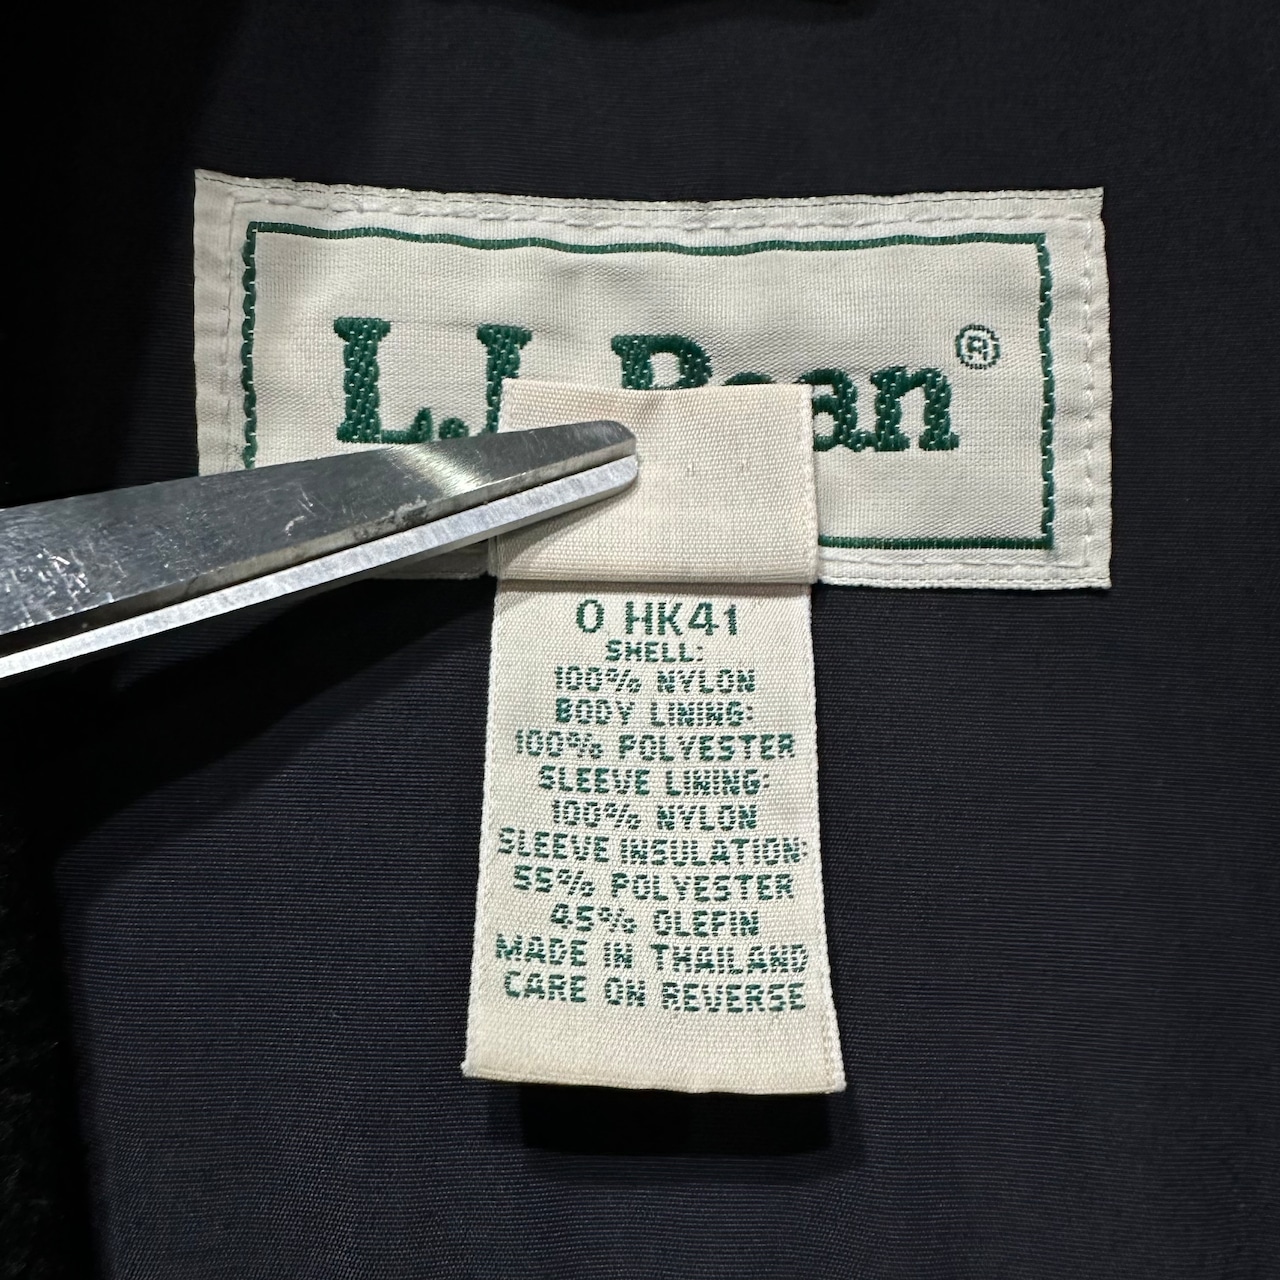 L.L.Bean®
0 HK41
SHELL:
100% NYLON
BODY LINING:
100% POLYESTER
SLEEVE LINING:
100% NYLON
SLEEVE INSULATION:
55% POLYESTER
45% OLEFIN
MADE IN THAILAND
CARE ON REVERSE